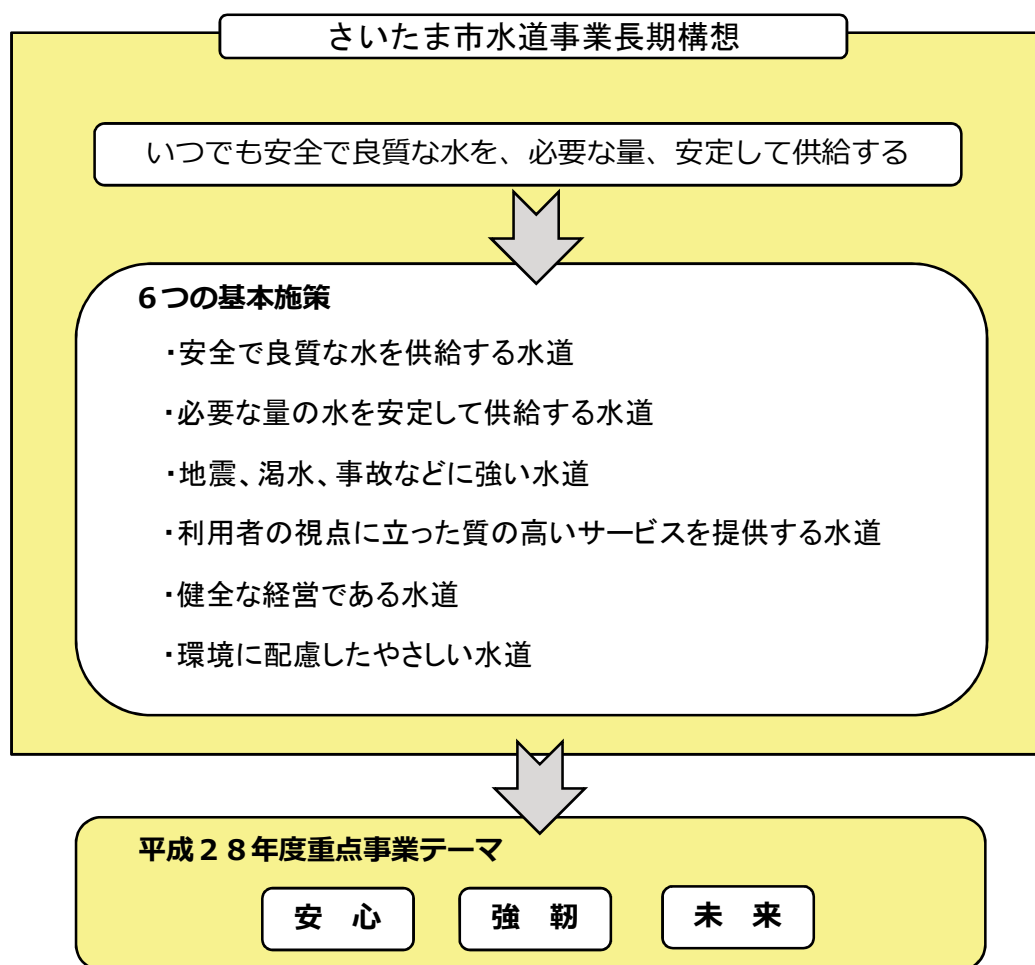 さいたま市水道事業長期構想
いつでも安全で良質な水を、必要な量、安定して供給する
６つの基本施策
・安全で良質な水を供給する水道
・必要な量の水を安定して供給する水道
・地震、渇水、事故などに強い水道
・利用者の視点に立った質の高いサービスを提供する水道
・健全な経営である水道
・環境に配慮したやさしい水道
平成２８年度重点事業テーマ
安　心　強　靭　未　来